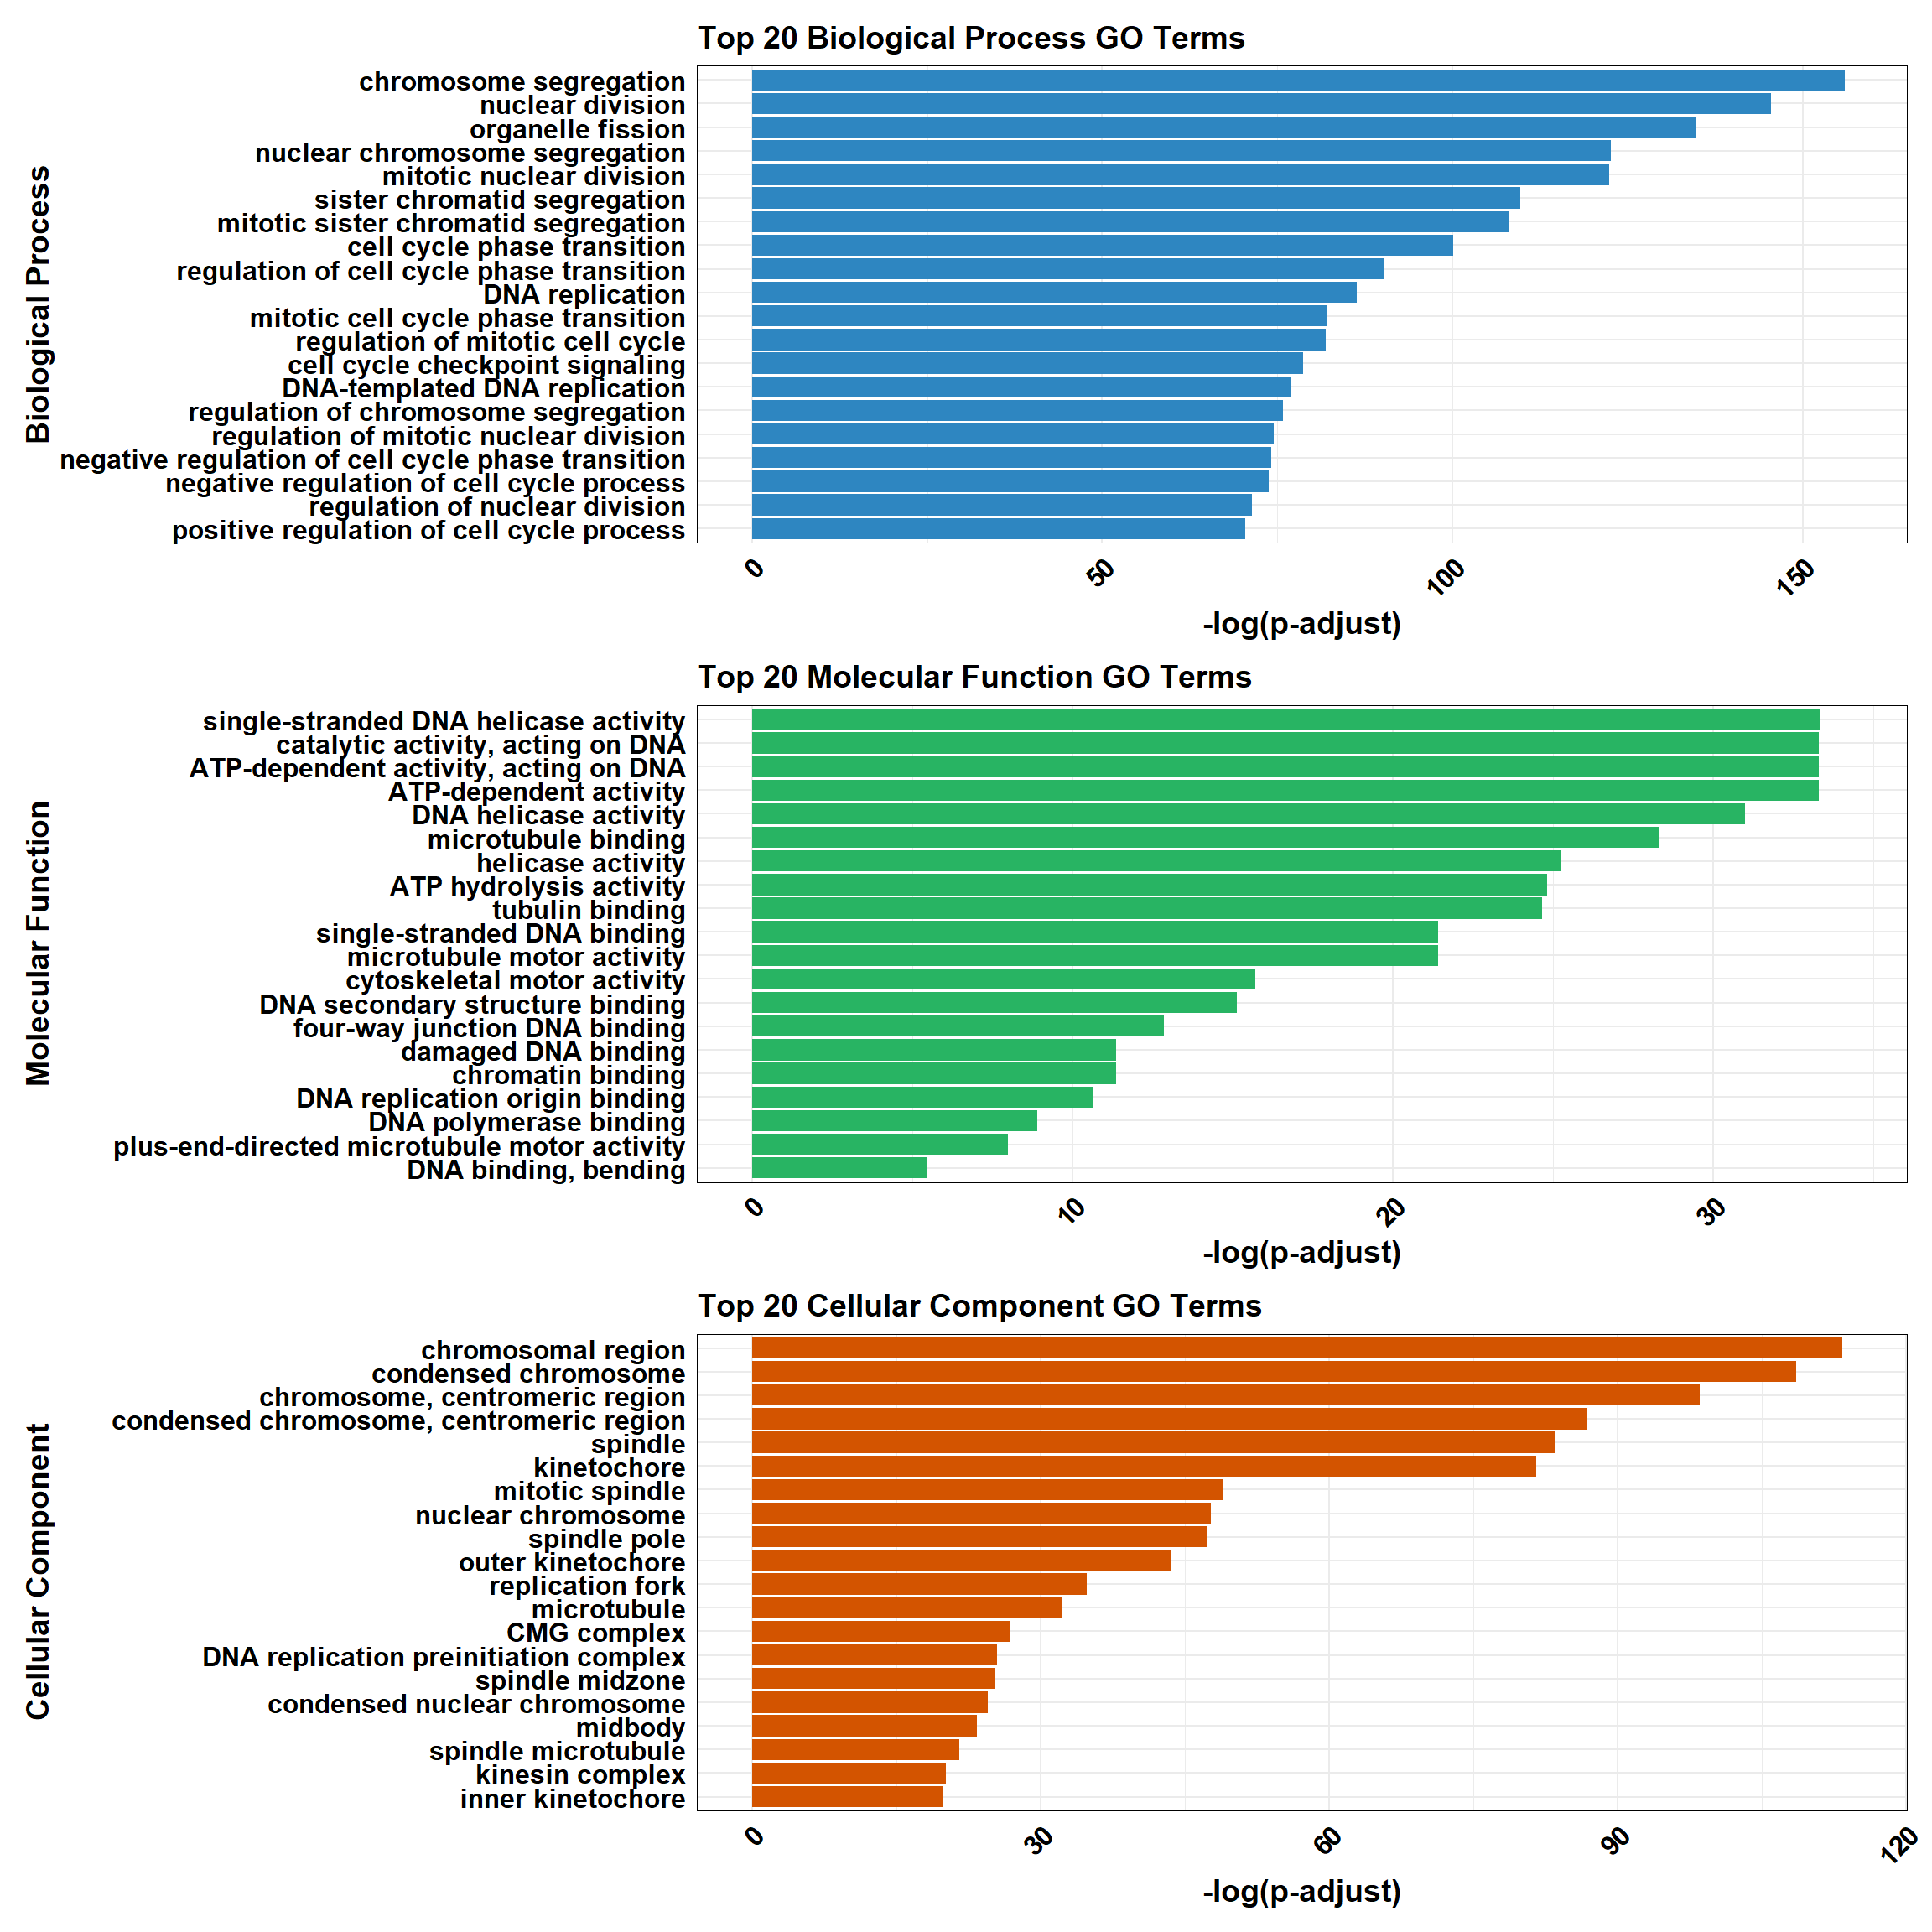 Top 20 Biological Process GO Terms
Biological Process
chromosome segregation
nuclear division
organelle fission
nuclear chromosome segregation
mitotic nuclear division
sister chromatid segregation
mitotic sister chromatid segregation
cell cycle phase transition
regulation of cell cycle phase transition
DNA replication
mitotic cell cycle phase transition
regulation of mitotic cell cycle
cell cycle checkpoint signaling
DNA-templated DNA replication
regulation of chromosome segregation
regulation of mitotic nuclear division
negative regulation of cell cycle phase transition
negative regulation of cell cycle process
regulation of nuclear division
positive regulation of cell cycle process
0 50 100 150
-log(p-adjust)
Top 20 Molecular Function GO Terms
Molecular Function
single-stranded DNA helicase activity
catalytic activity, acting on DNA
ATP-dependent activity, acting on DNA
ATP-dependent activity
DNA helicase activity
microtubule binding
helicase activity
ATP hydrolysis activity
tubulin binding
single-stranded DNA binding
microtubule motor activity
cytoskeletal motor activity
DNA secondary structure binding
four-way junction DNA binding
damaged DNA binding
chromatin binding
DNA replication origin binding
DNA polymerase binding
plus-end-directed microtubule motor activity
DNA binding, bending
0 10 20 30
-log(p-adjust)
Top 20 Cellular Component GO Terms
Cellular Component
chromosomal region
condensed chromosome
chromosome, centromeric region
condensed chromosome, centromeric region
spindle
kinetochore
mitotic spindle
nuclear chromosome
spindle pole
outer kinetochore
replication fork
microtubule
CMG complex
DNA replication preinitiation complex
spindle midzone
condensed nuclear chromosome
midbody
spindle microtubule
kinesin complex
inner kinetochore
0 30 60 90 120
-log(p-adjust)